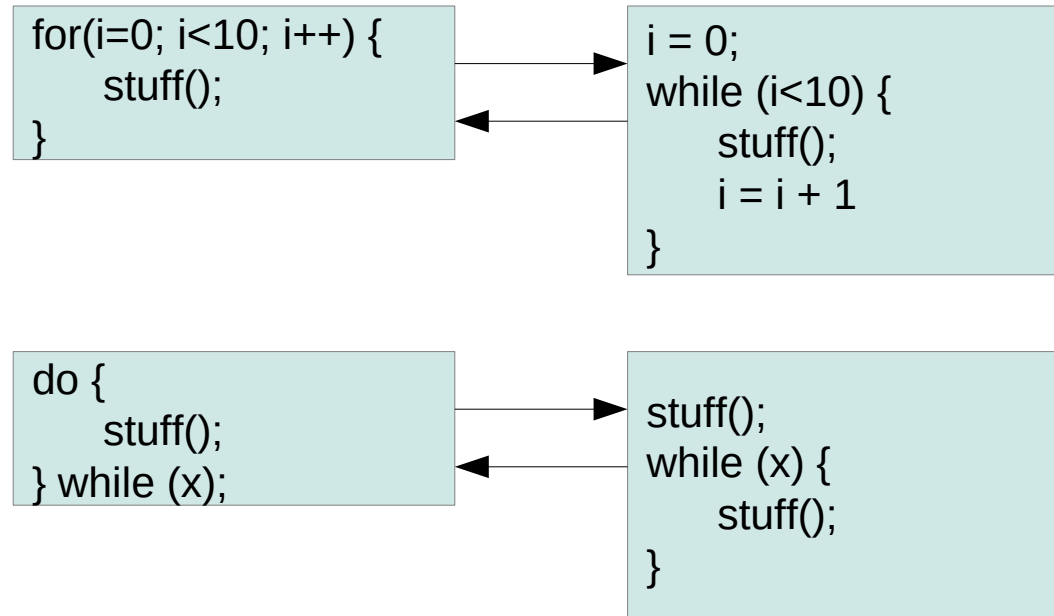 for(i=0; i<10; i++) {
stuff();
}
i = 0;
while (i<10) {
stuff();
i = i + 1
}
do {
stuff();
} while (x);
stuff();
while (x) {
stuff();
}